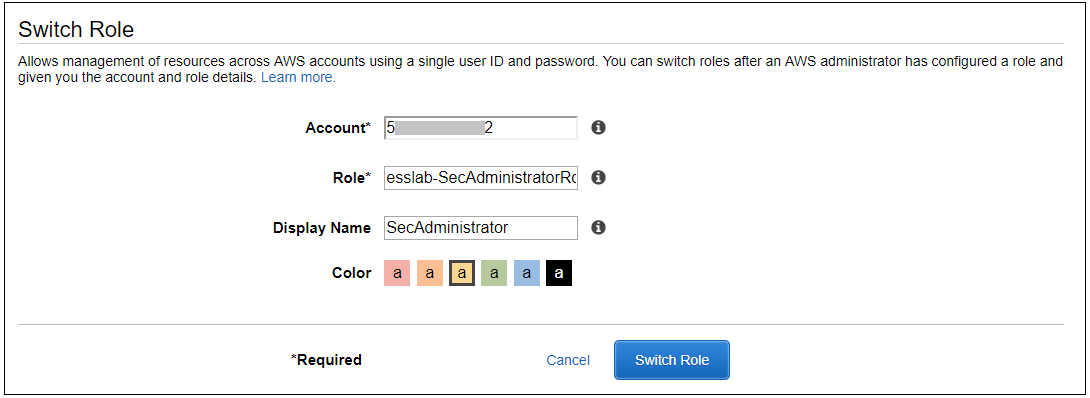 Switch Role
Allows management of resources across AWS accounts using a single user ID and password. You can switch roles after an AWS administrator has configured a role and
given you the account and role details. Learn more.
Account* 5 2
Role* esslab-SecAdministratorRo
Display Name SecAdministrator
Color a a a a a a
*Required Cancel Switch Role